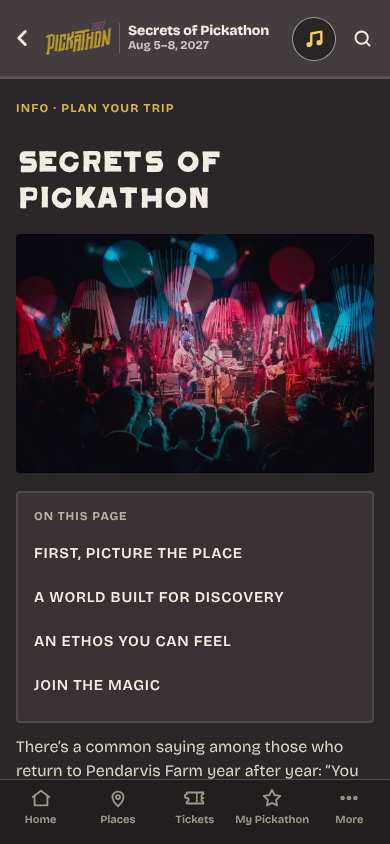 PICKATHON
Secrets of Pickathon
Aug 5–8, 2027
INFO · PLAN YOUR TRIP
SECRETS OF
PICKATHON
ON THIS PAGE
FIRST, PICTURE THE PLACE
A WORLD BUILT FOR DISCOVERY
AN ETHOS YOU CAN FEEL
JOIN THE MAGIC
There’s a common saying among those who
return to Pendarvis Farm year after year: “You
Home
Places
Tickets
My Pickathon
More